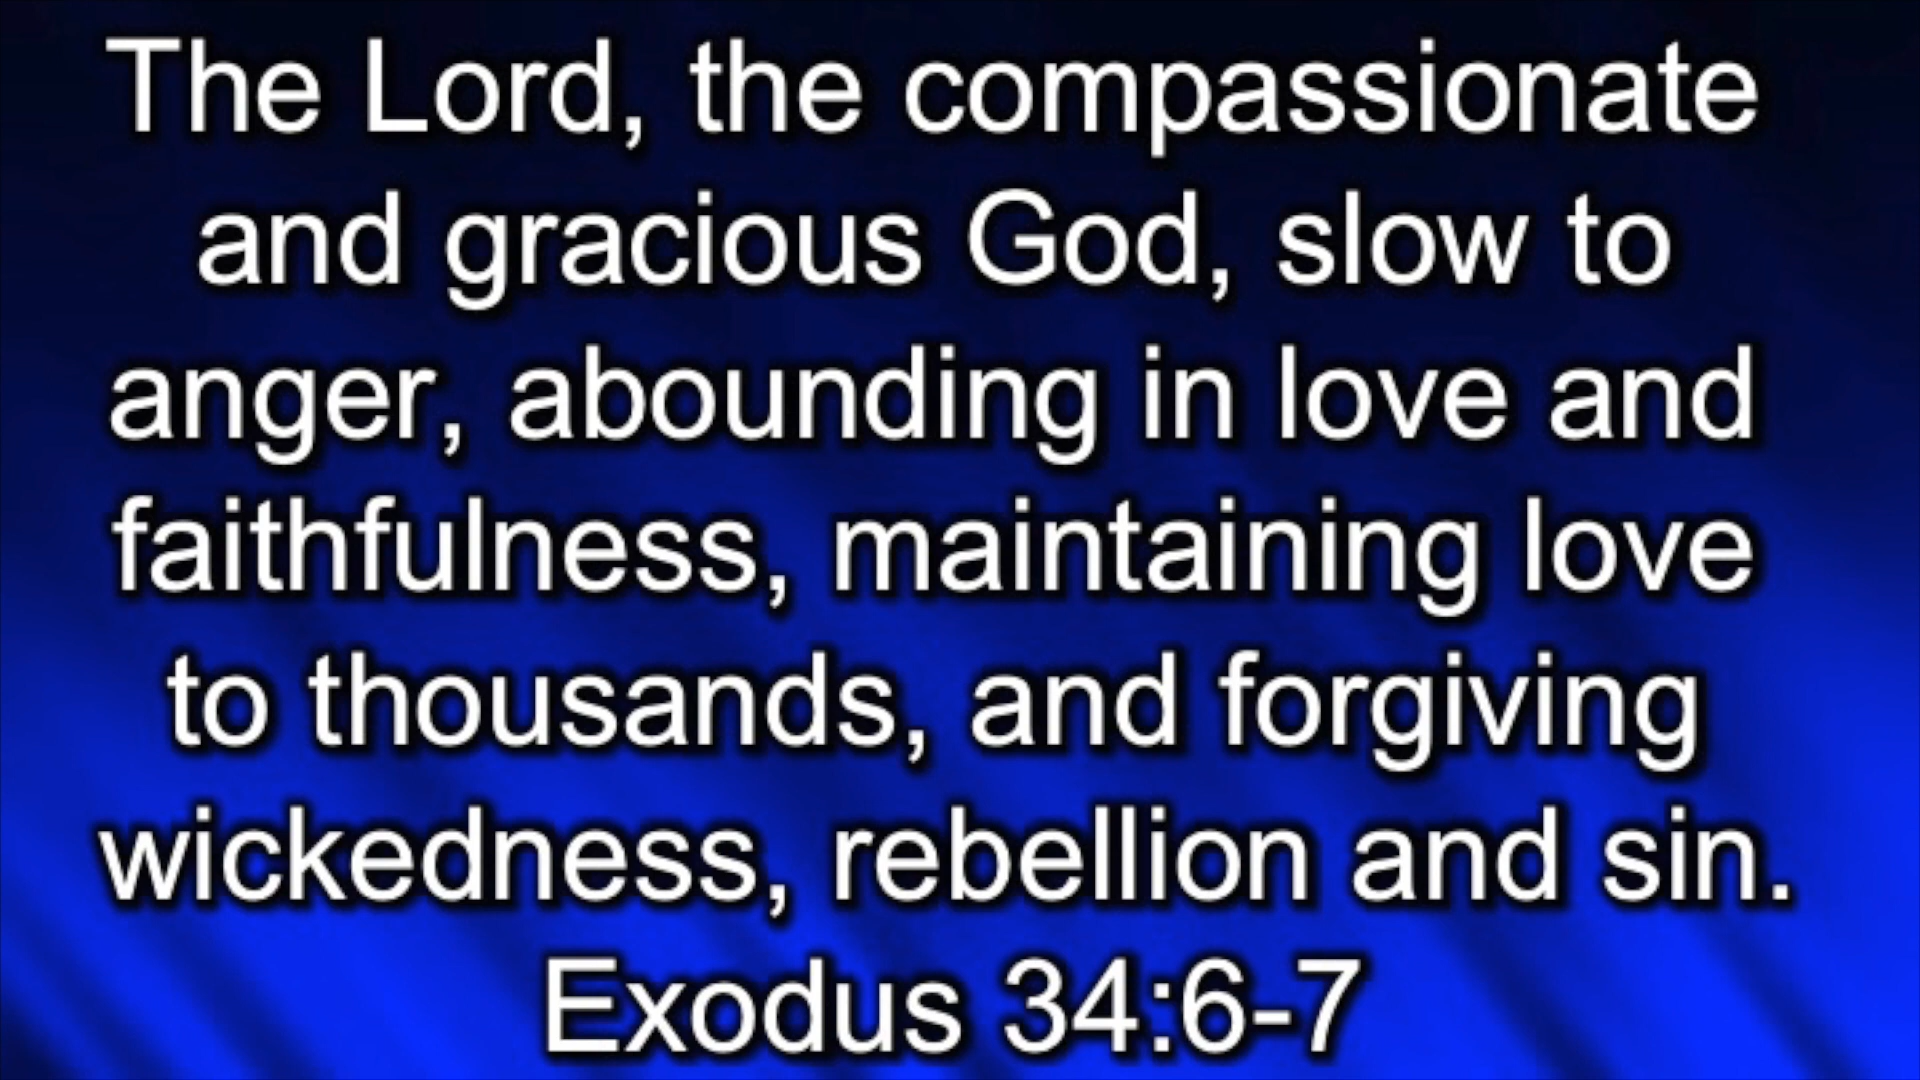 The Lord, the compassionate
and gracious God, slow to
anger, abounding in love and
faithfulness, maintaining love
to thousands, and forgiving
wickedness, rebellion and sin.
Exodus 34:6-7